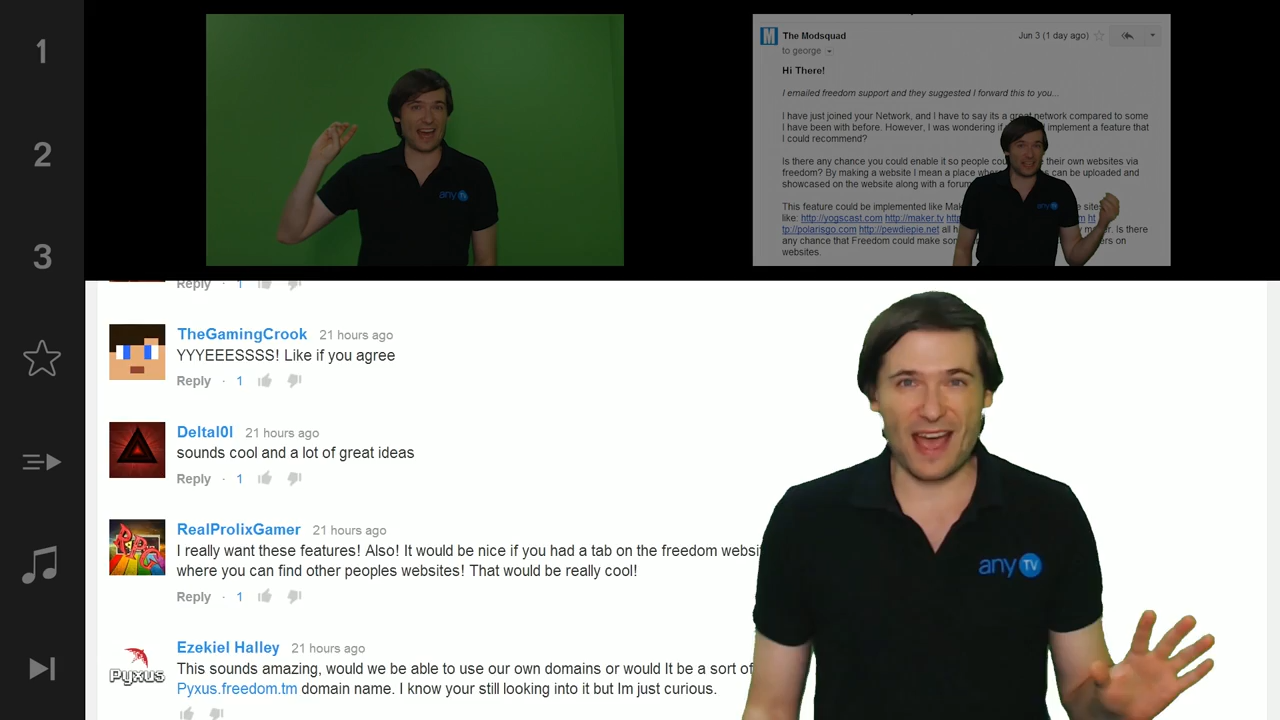 1
2
3
anyTV
The Modsquad
Jun 3 (1 day ago)
to george
Hi There!
I emailed freedom support and they suggested I forward this to you...
I have just joined your Network, and I have to say its a great network compared to some
I have been with before. However, I was wondering if implement a feature that
I could recommend?
Is there any chance you could enable it so people their own websites via
freedom? By making a website I mean a place can be uploaded and
showcased on the website along with a
This feature could be implemented like site
like: http://yogscast.com http://maker.tv ht
tp://polarisgo.com http://pewdiepie.net all Is there
any chance that Freedom could make on
websites.
any
Reply · 1
TheGamingCrook 21 hours ago
YYYEEESSSS! Like if you agree
Reply · 1
Deltal0l 21 hours ago
sounds cool and a lot of great ideas
Reply · 1
RealProlixGamer 21 hours ago
I really want these features! Also! It would be nice if you had a tab on the freedom websi
where you can find other peoples websites! That would be really cool!
Reply · 1
Ezekiel Halley 21 hours ago
This sounds amazing, would we be able to use our own domains or would It be a sort of
Pyxus.freedom.tm domain name. I know your still looking into it but Im just curious.
Pyxus
anyTV